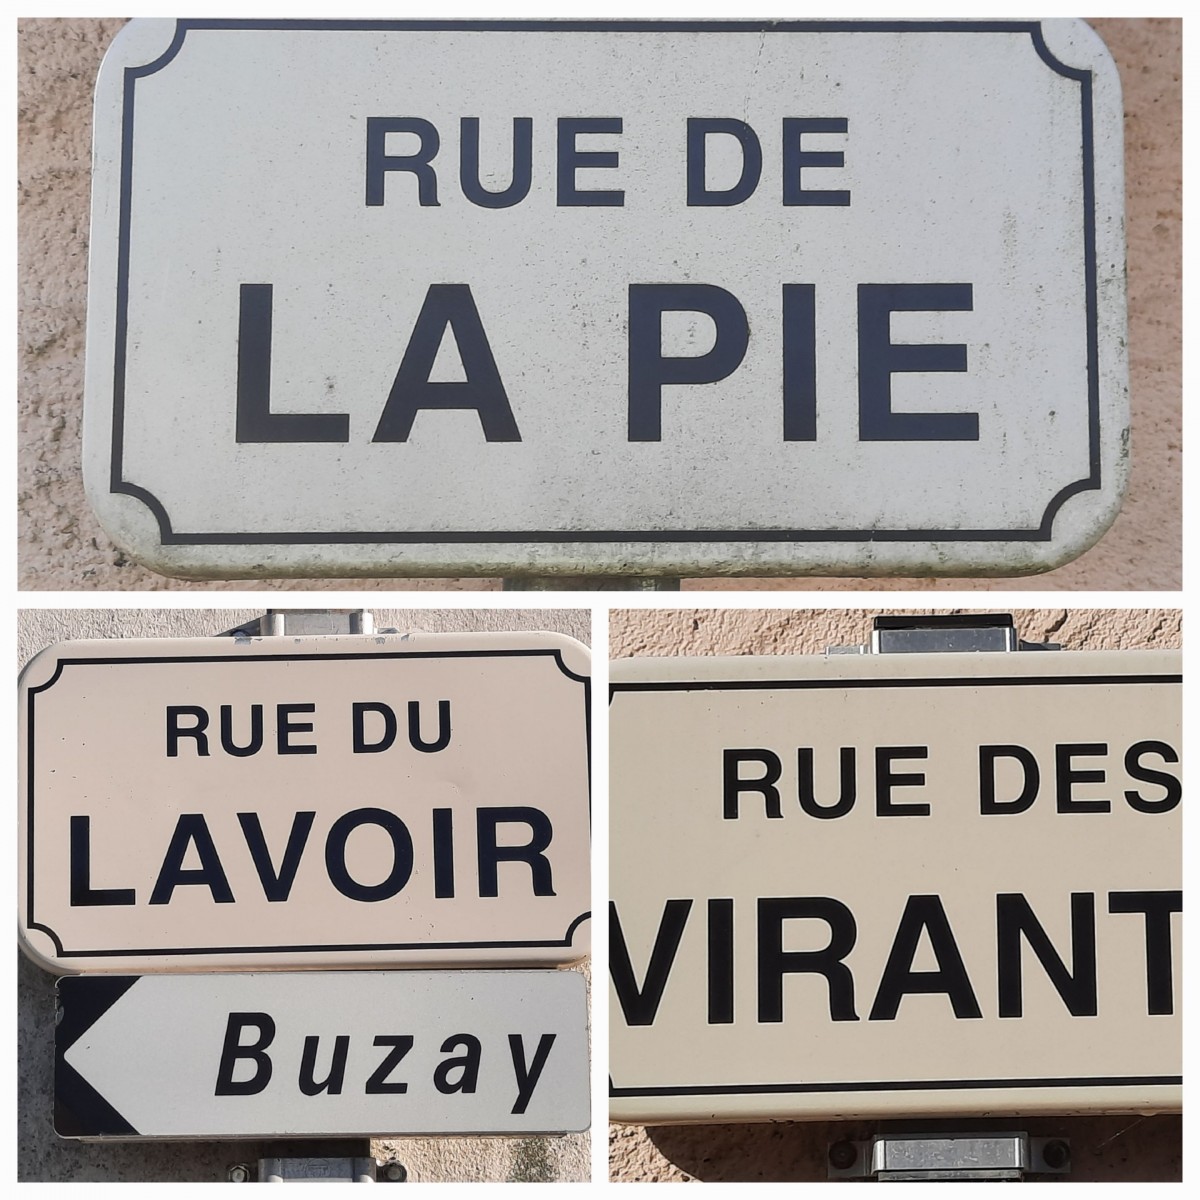 RUE DE
LA PIE
RUE DU
LAVOIR
Buzay
RUE DES
VIRANT